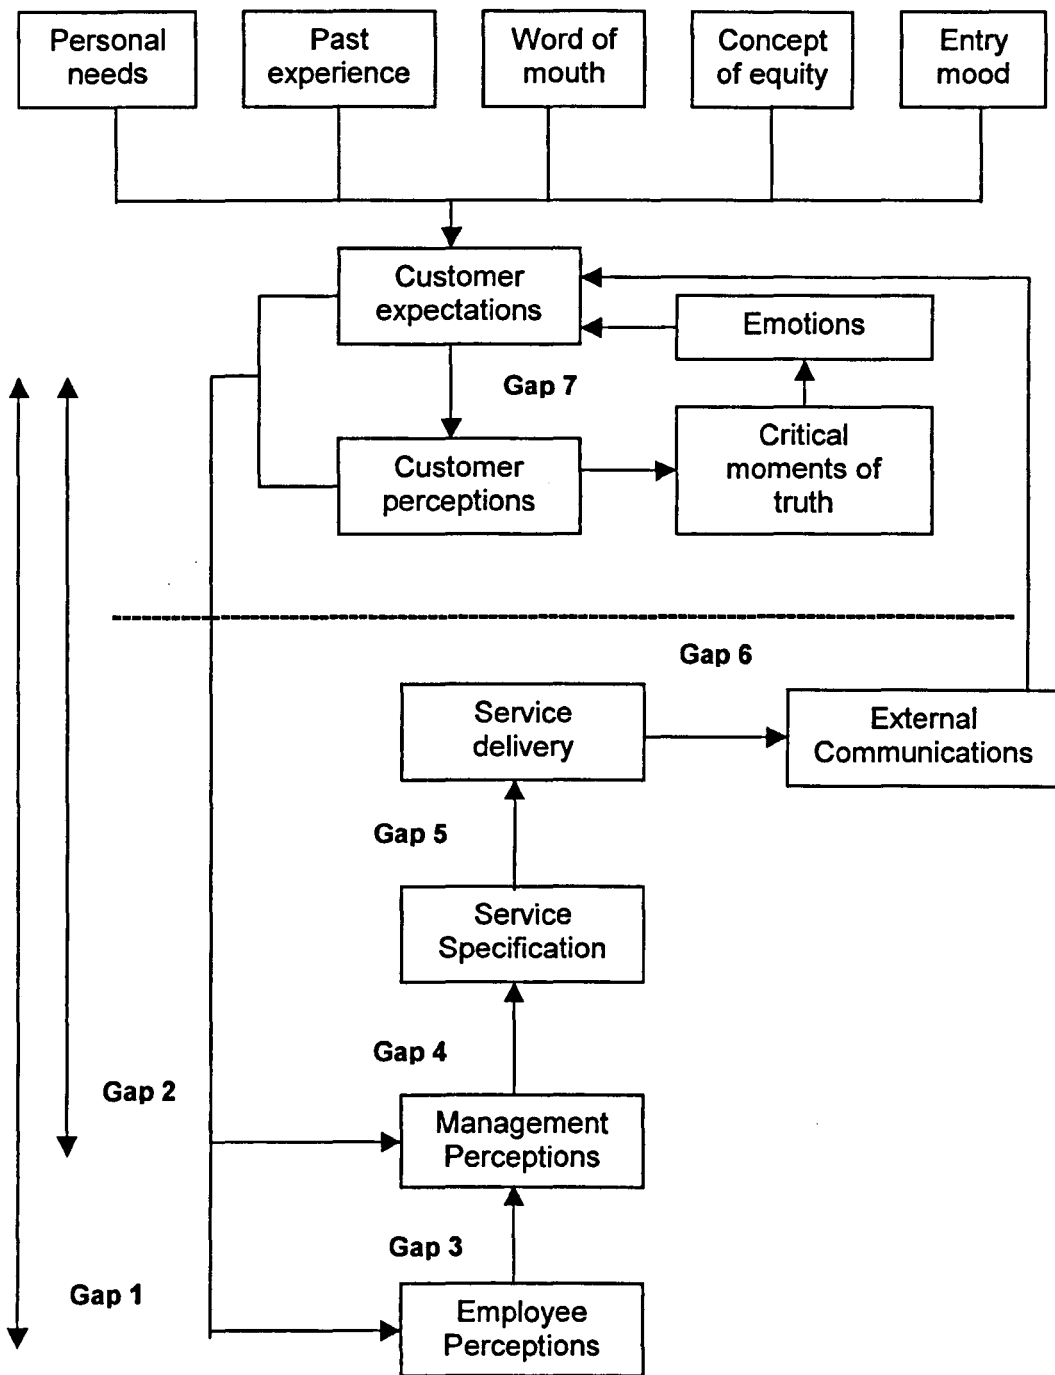 Personal
needs
Past
experience
Word of
mouth
Concept
of equity
Entry
mood
Customer
expectations
Emotions
Gap 7
Customer
perceptions
Critical
moments of
truth
Gap 6
Service
delivery
External
Communications
Gap 5
Service
Specification
Gap 4
Gap 2
Management
Perceptions
Gap 3
Gap 1
Employee
Perceptions